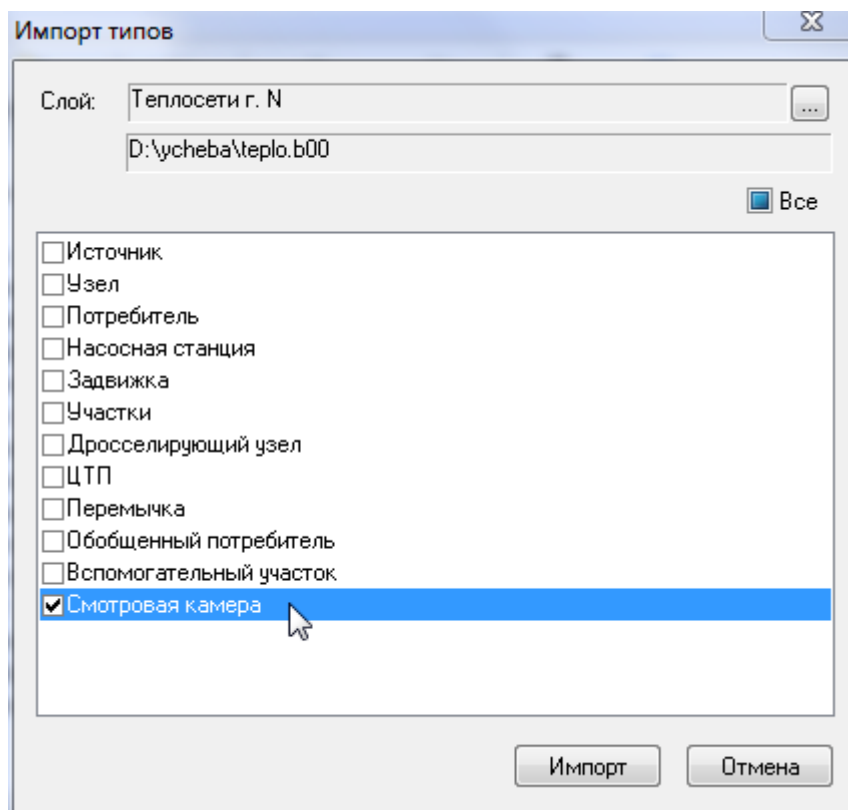 Импорт типов
Слой: Теплосети г. N ...
D:\ycheba\teplo.b00
Все
Источник
Узел
Потребитель
Насосная станция
Задвижка
Участки
Дросселирующий узел
ЦТП
Перемычка
Обобщенный потребитель
Вспомогательный участок
Смотровая камера
Импорт Отмена